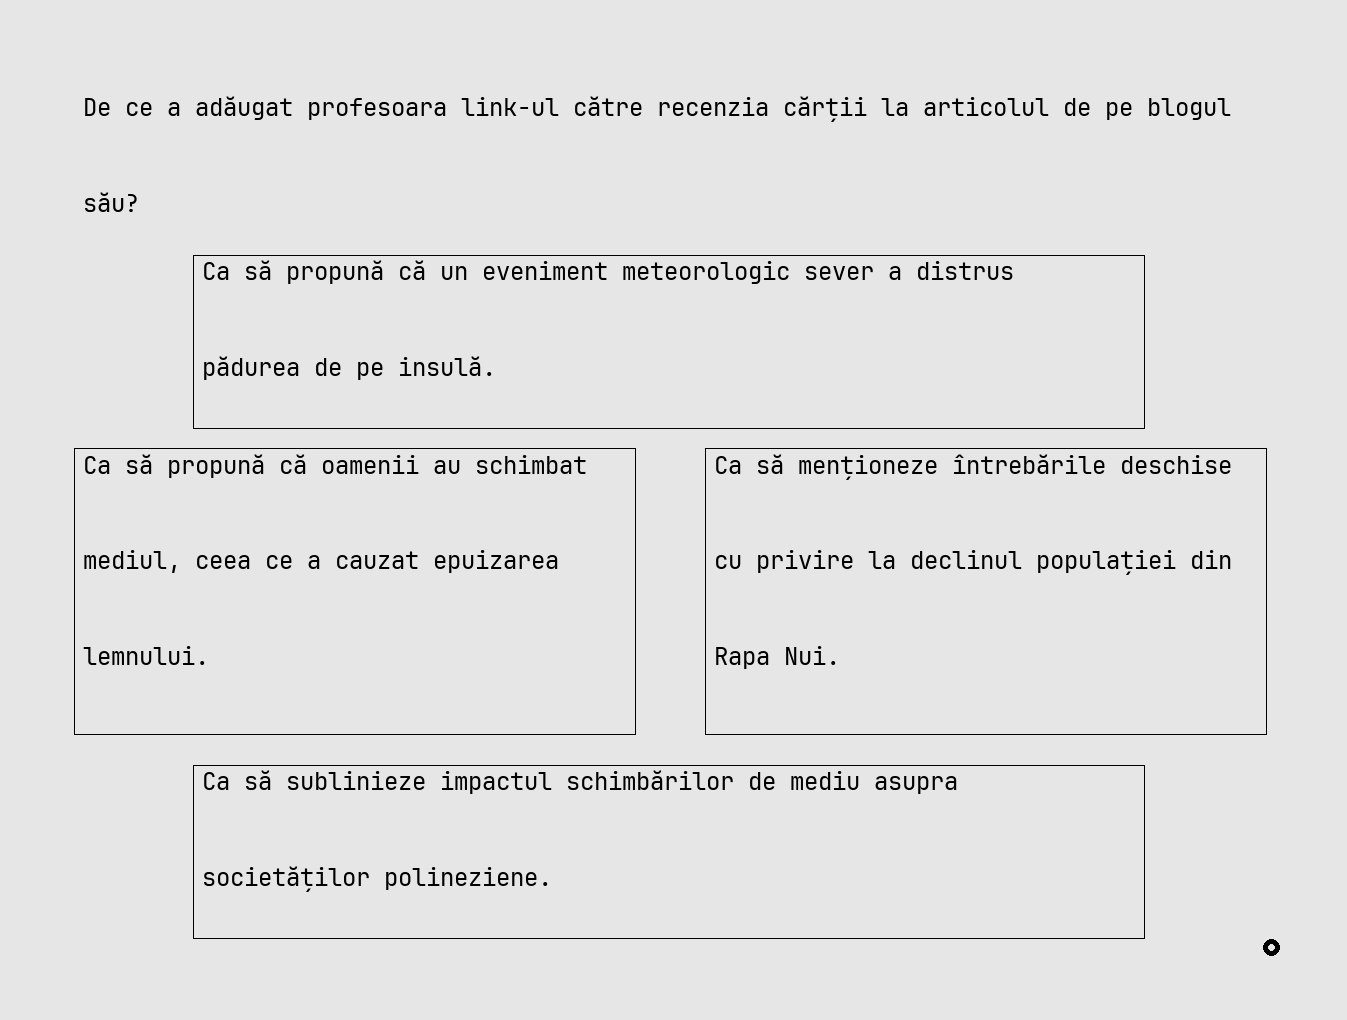 De ce a adăugat profesoara link-ul către recenzia cărții la articolul de pe blogul
său?
Ca să propună că un eveniment meteorologic sever a distrus
pădurea de pe insulă.
Ca să propună că oamenii au schimbat
mediul, ceea ce a cauzat epuizarea
lemnului.
Ca să menționeze întrebările deschise
cu privire la declinul populației din
Rapa Nui.
Ca să sublinieze impactul schimbărilor de mediu asupra
societăților polineziene.